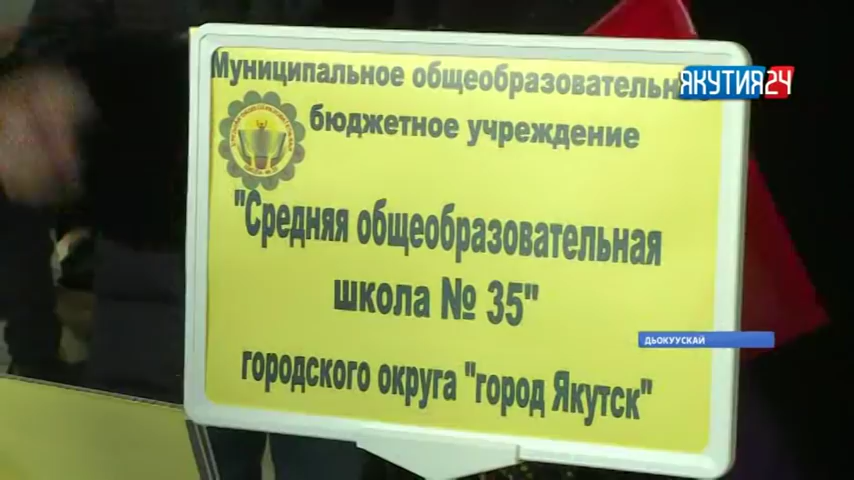 Муниципальное общеобразовательн
ЯКУТИЯ24
бюджетное учреждение
"Средняя общеобразовательная
школа № 35"
городского округа "город Якутск"
ДЬОКУУСКАЙ